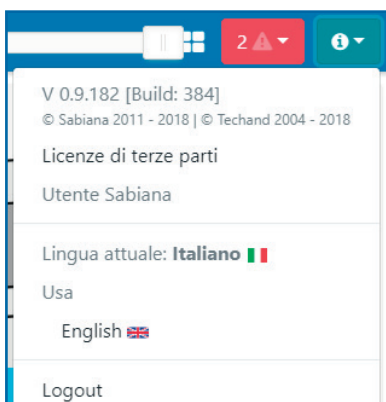 2
V 0.9.182 [Build: 384]
© Sabiana 2011 - 2018 | © Techand 2004 - 2018
Licenze di terze parti
Utente Sabiana
Lingua attuale: Italiano
Usa
English
Logout